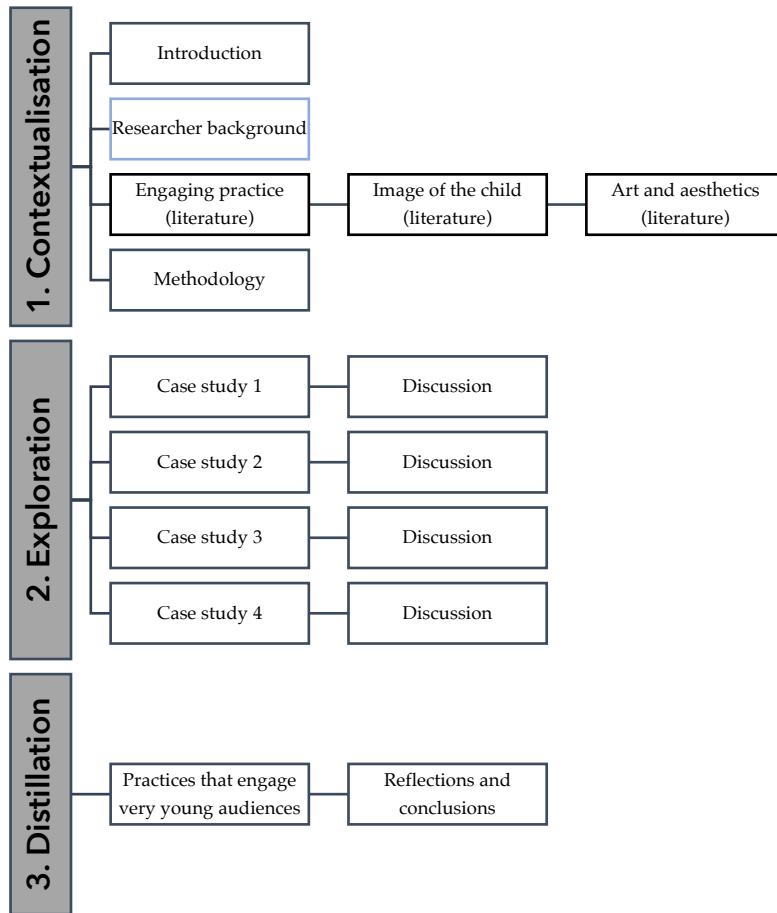 1. Contextualisation
Introduction
Researcher background
Engaging practice
(literature)
Image of the child
(literature)
Art and aesthetics
(literature)
Methodology
2. Exploration
Case study 1
Discussion
Case study 2
Discussion
Case study 3
Discussion
Case study 4
Discussion
3. Distillation
Practices that engage
very young audiences
Reflections and
conclusions